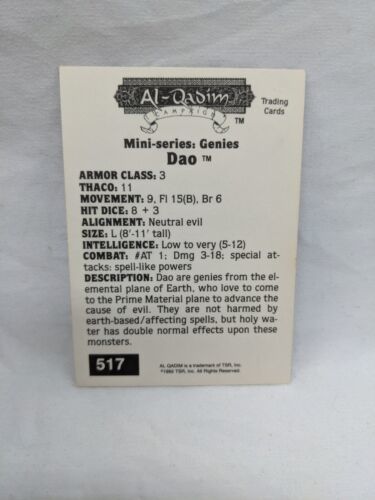 AL-QADIM
CAMPAIGN ™
Trading
Cards
Mini-series: Genies
Dao ™
ARMOR CLASS: 3
THACO: 11
MOVEMENT: 9, Fl 15(B), Br 6
HIT DICE: 8 + 3
ALIGNMENT: Neutral evil
SIZE: L (8'-11' tall)
INTELLIGENCE: Low to very (5-12)
COMBAT: #AT 1; Dmg 3-18; special at-
tacks: spell-like powers
DESCRIPTION: Dao are genies from the el-
emental plane of Earth, who love to come
to the Prime Material plane to advance the
cause of evil. They are not harmed by
earth-based/affecting spells, but holy wa-
ter has double normal effects upon these
monsters.
517
AL QADIM is a trademark of TSR, Inc.
©1992 TSR, Inc. All Rights Reserved.